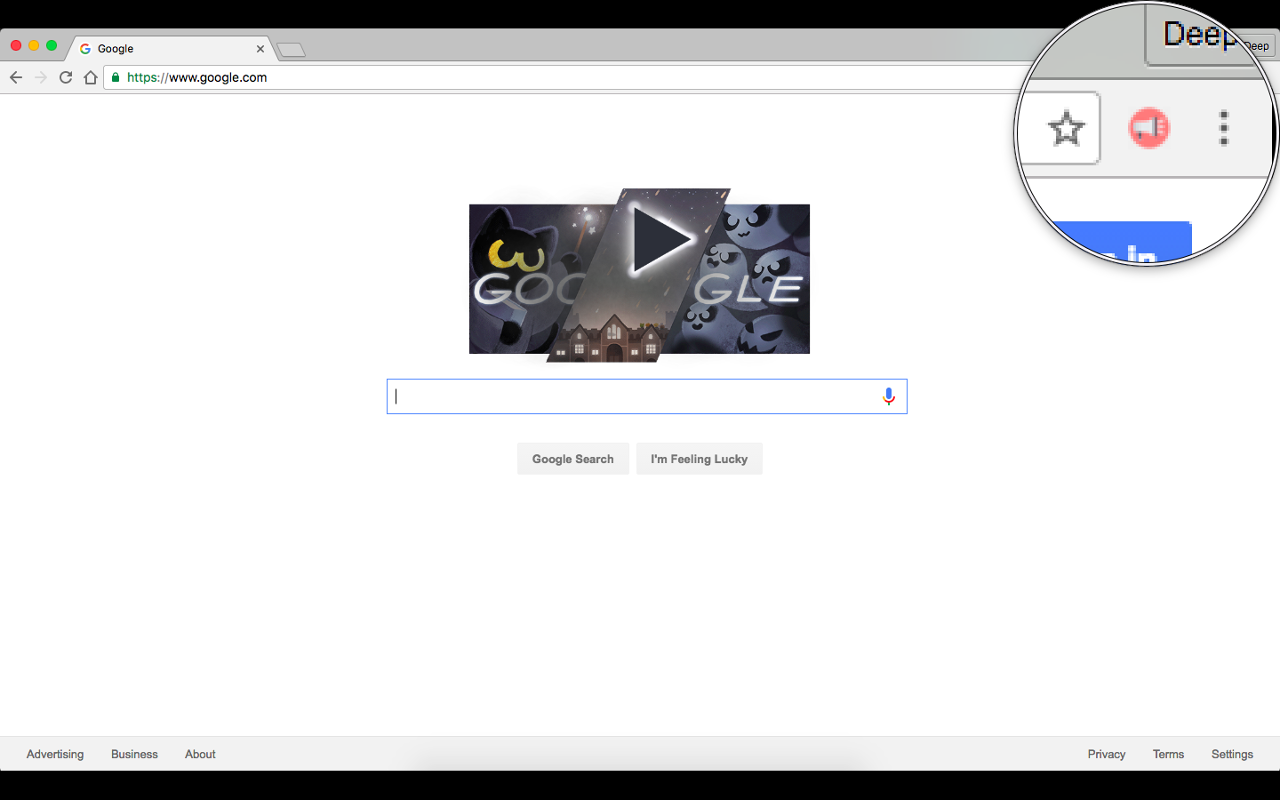 Google
Deep
Deep
https://www.google.com
GOOGLE
Google Search
I'm Feeling Lucky
Advertising
Business
About
Privacy
Terms
Settings